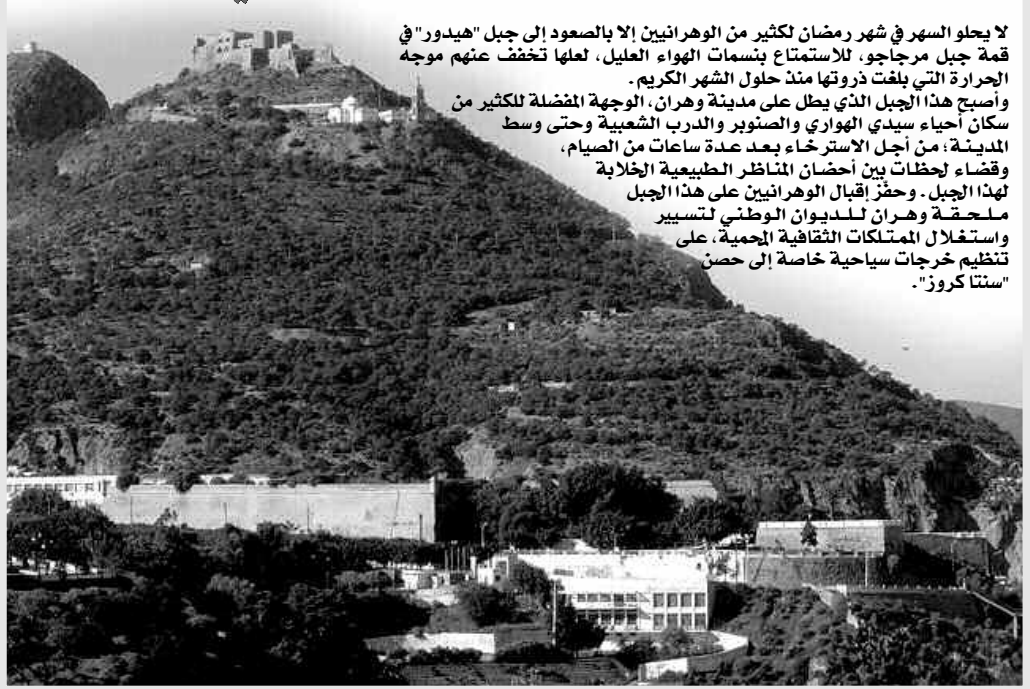 لا يحلو السهر في شهر رمضان لكثير من الوهرانيين إلا بالصعود إلى جبل "هيدور" في
قمة جبل مرجاجو، للاستمتاع بنسمات الهواء العليل، لعلها تخفف عنهم موجة
الحرارة التي بلغت ذروتها منذ حلول الشهر الكريم.
وأصبح هذا الجبل الذي يطل على مدينة وهران، الوجهة المفضلة للكثير من
سكان أحياء سيدي الهواري والصنوبر والدرب الشعبية وحتى وسط
المدينة؛ من أجل الاسترخاء بعد عدة ساعات من الصيام،
وقضاء لحظات بين أحضان المناظر الطبيعية الخلابة
لهذا الجبل. وحفّز إقبال الوهرانيين على هذا الجبل
ملحقة وهران للديوان الوطني لتسيير
واستغلال الممتلكات الثقافية المحمية، على
تنظيم خرجات سياحية خاصة إلى حصن
"سنتا كروز".